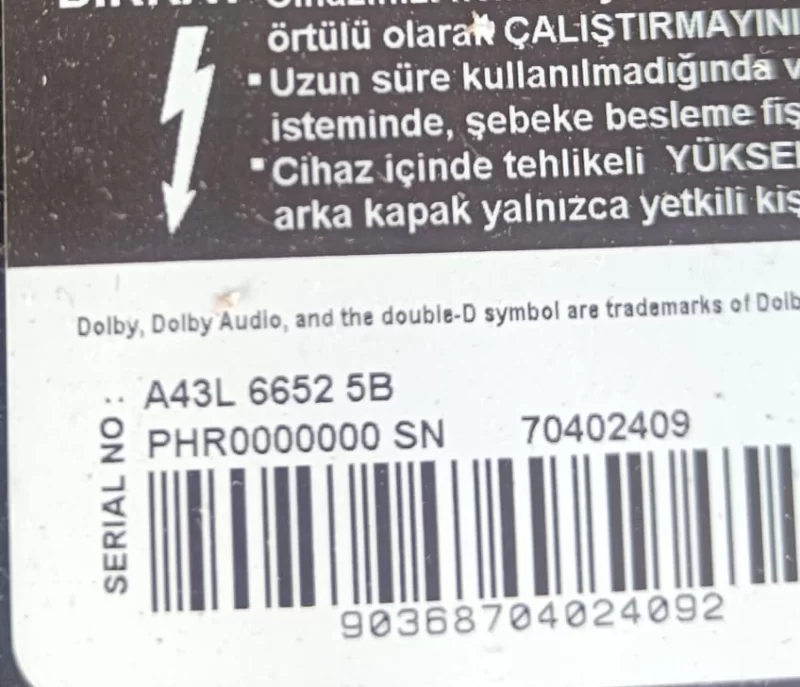 örtülü olarak ÇALIŞTIRMAYINI
▪ Uzun süre kullanılmadığında v
isteminde, şebeke besleme fiş
▪ Cihaz içinde tehlikeli YÜKSE
arka kapak yalnızca yetkili kiş
Dolby, Dolby Audio, and the double-D symbol are trademarks of Dolb
SERIAL NO :
A43L 6652 5B
PHR0000000 SN 70402409
90368704024092